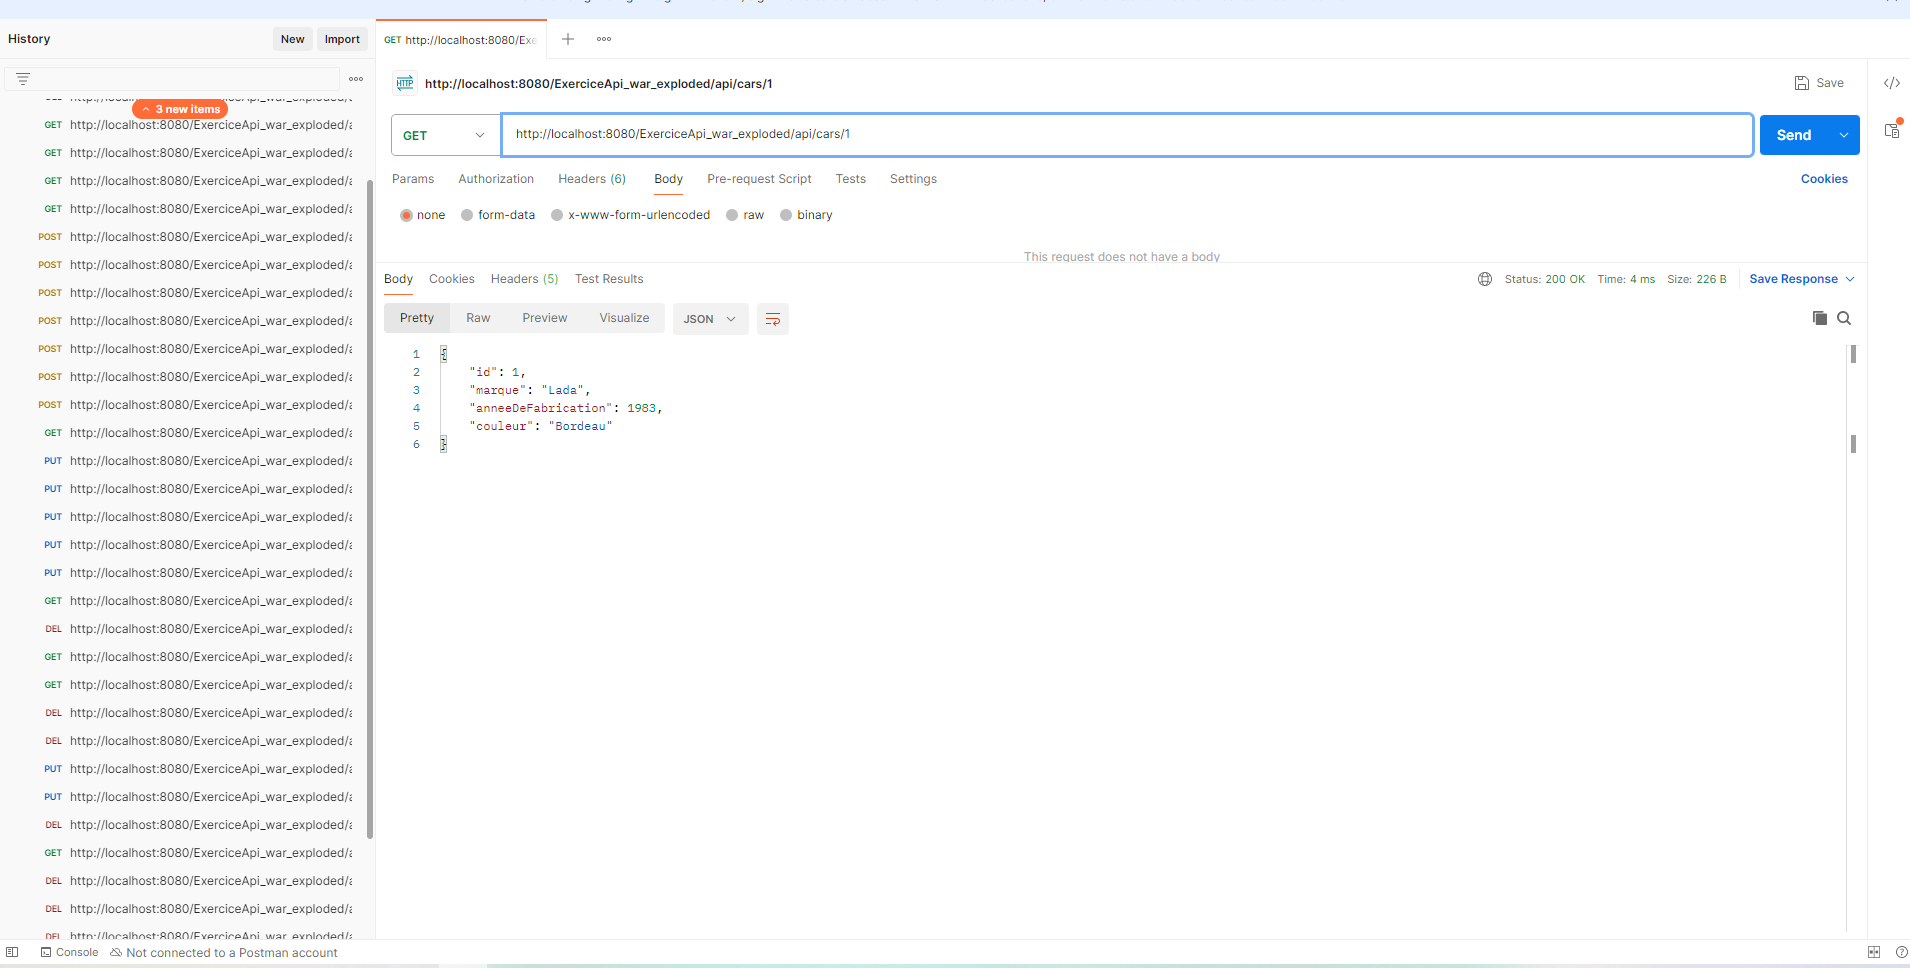 History
New
Import
GET http://localhost:8080/Exe
3 new items
GET http://localhost:8080/ExerciceApi_war_exploded/a
GET http://localhost:8080/ExerciceApi_war_exploded/a
GET http://localhost:8080/ExerciceApi_war_exploded/a
GET http://localhost:8080/ExerciceApi_war_exploded/a
POST http://localhost:8080/ExerciceApi_war_exploded/a
POST http://localhost:8080/ExerciceApi_war_exploded/a
POST http://localhost:8080/ExerciceApi_war_exploded/a
POST http://localhost:8080/ExerciceApi_war_exploded/a
POST http://localhost:8080/ExerciceApi_war_exploded/a
POST http://localhost:8080/ExerciceApi_war_exploded/a
POST http://localhost:8080/ExerciceApi_war_exploded/a
GET http://localhost:8080/ExerciceApi_war_exploded/a
PUT http://localhost:8080/ExerciceApi_war_exploded/a
PUT http://localhost:8080/ExerciceApi_war_exploded/a
PUT http://localhost:8080/ExerciceApi_war_exploded/a
PUT http://localhost:8080/ExerciceApi_war_exploded/a
PUT http://localhost:8080/ExerciceApi_war_exploded/a
GET http://localhost:8080/ExerciceApi_war_exploded/a
DEL http://localhost:8080/ExerciceApi_war_exploded/a
GET http://localhost:8080/ExerciceApi_war_exploded/a
GET http://localhost:8080/ExerciceApi_war_exploded/a
DEL http://localhost:8080/ExerciceApi_war_exploded/a
DEL http://localhost:8080/ExerciceApi_war_exploded/a
PUT http://localhost:8080/ExerciceApi_war_exploded/a
PUT http://localhost:8080/ExerciceApi_war_exploded/a
DEL http://localhost:8080/ExerciceApi_war_exploded/a
GET http://localhost:8080/ExerciceApi_war_exploded/a
DEL http://localhost:8080/ExerciceApi_war_exploded/a
DEL http://localhost:8080/ExerciceApi_war_exploded/a
DEL http://localhost:8080/ExerciceApi_war_exploded/a
HTTP http://localhost:8080/ExerciceApi_war_exploded/api/cars/1
Save
GET http://localhost:8080/ExerciceApi_war_exploded/api/cars/1
Send
Params Authorization Headers (6) Body Pre-request Script Tests Settings Cookies
none form-data x-www-form-urlencoded raw binary
This request does not have a body
Body Cookies Headers (5) Test Results Status: 200 OK Time: 4 ms Size: 226 B Save Response
Pretty Raw Preview Visualize JSON
1 {
2 "id": 1,
3 "marque": "Lada",
4 "anneeDeFabrication": 1983,
5 "couleur": "Bordeau"
6 }
Console Not connected to a Postman account